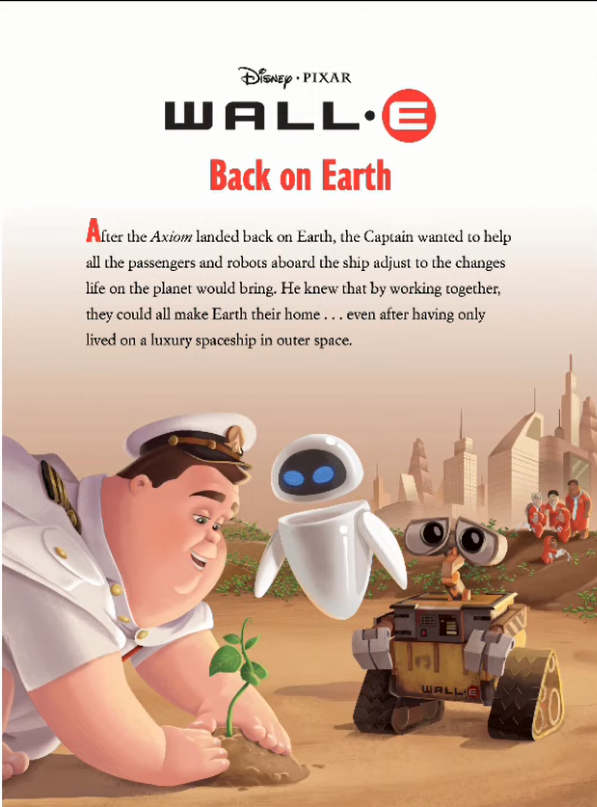 Disney · PIXAR
WALL·E
Back on Earth
After the Axiom landed back on Earth, the Captain wanted to help
all the passengers and robots aboard the ship adjust to the changes
life on the planet would bring. He knew that by working together,
they could all make Earth their home . . . even after having only
lived on a luxury spaceship in outer space.
WALL·E